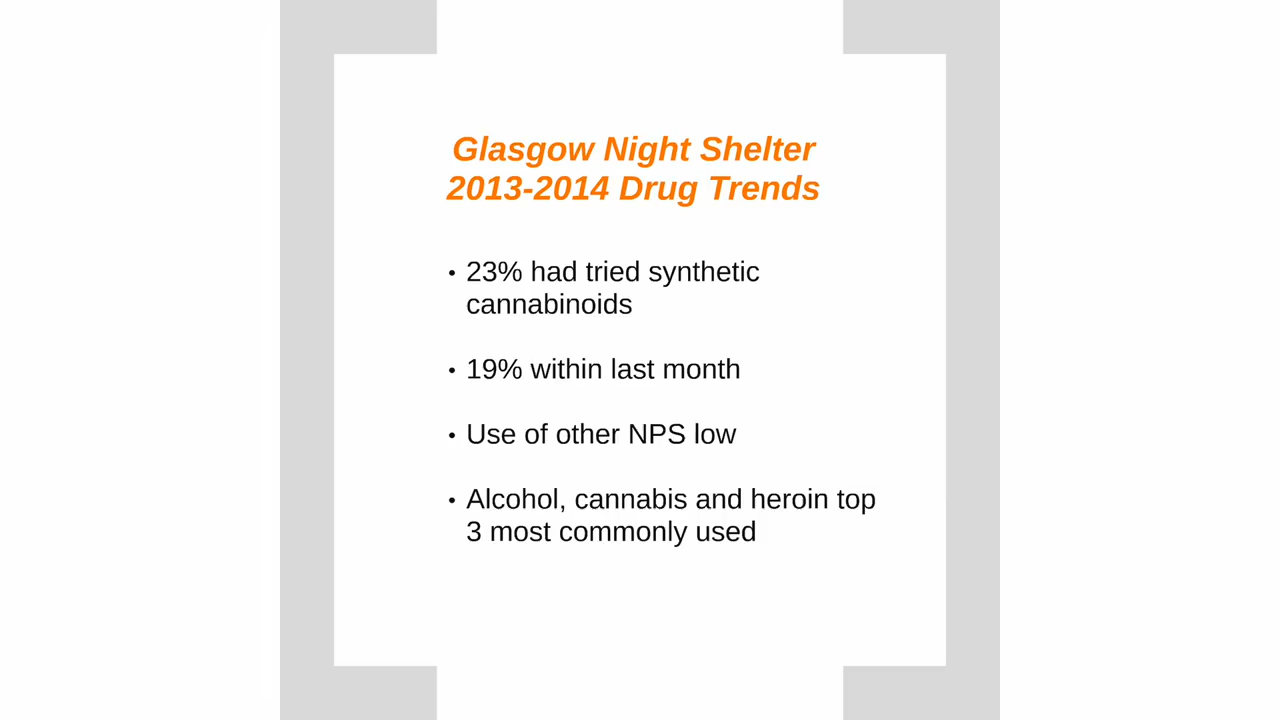 Glasgow Night Shelter
2013-2014 Drug Trends
• 23% had tried synthetic
cannabinoids
• 19% within last month
• Use of other NPS low
• Alcohol, cannabis and heroin top
3 most commonly used